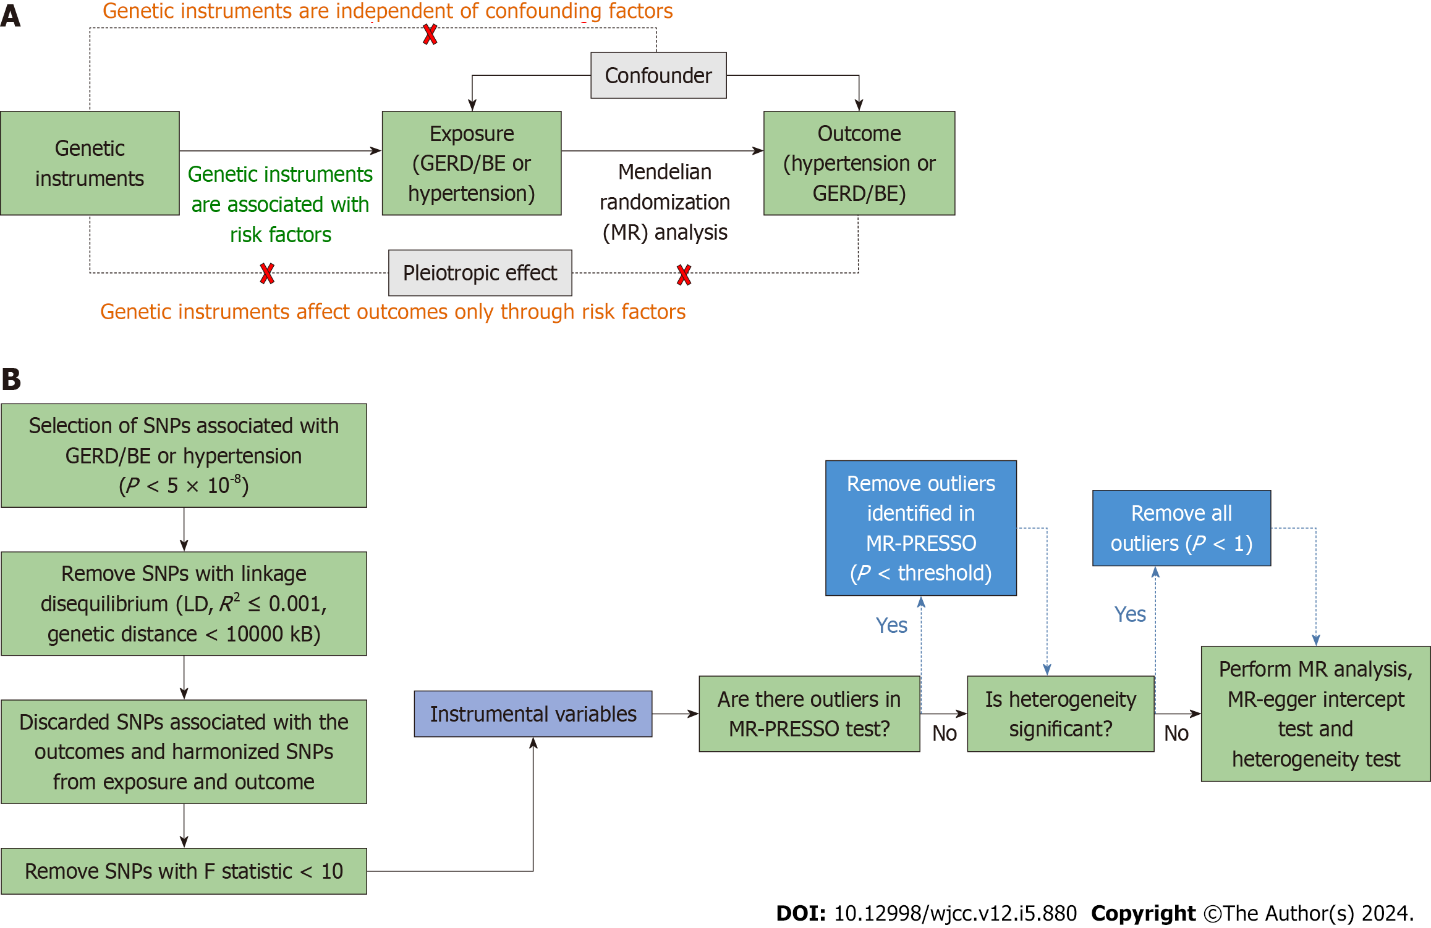 A
Genetic instruments are independent of confounding factors
Confounder
Genetic
instruments
Genetic instruments
are associated with
risk factors
Exposure
(GERD/BE or
hypertension)
Mendelian
randomization
(MR) analysis
Outcome
(hypertension or
GERD/BE)
Pleiotropic effect
Genetic instruments affect outcomes only through risk factors
B
Selection of SNPs associated with
GERD/BE or hypertension
(P < 5 × 10⁻⁸)
Remove SNPs with linkage
disequilibrium (LD, R² ≤ 0.001,
genetic distance < 10000 kB)
Discarded SNPs associated with the
outcomes and harmonized SNPs
from exposure and outcome
Remove SNPs with F statistic < 10
Instrumental variables
Are there outliers in
MR-PRESSO test?
Yes
No
Remove outliers
identified in
MR-PRESSO
(P < threshold)
Is heterogeneity
significant?
Yes
No
Remove all
outliers (P < 1)
Perform MR analysis,
MR-egger intercept
test and
heterogeneity test
DOI: 10.12998/wjcc.v12.i5.880 Copyright ©The Author(s) 2024.